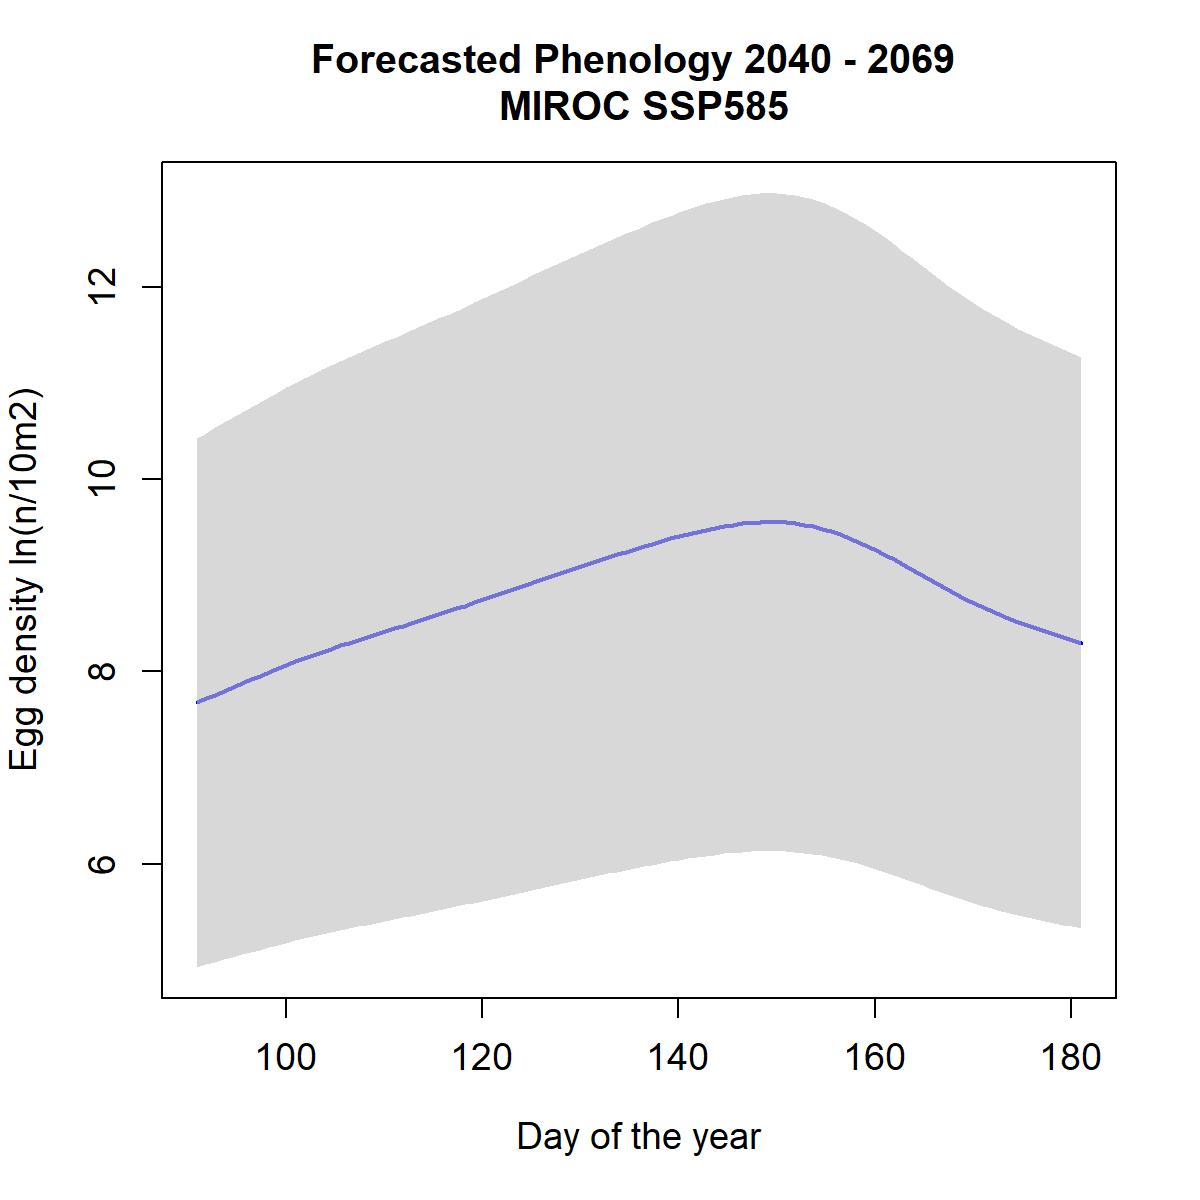 Forecasted Phenology 2040 - 2069
MIROC SSP585
Egg density ln(n/10m2)
12
10
8
6
100 120 140 160 180
Day of the year